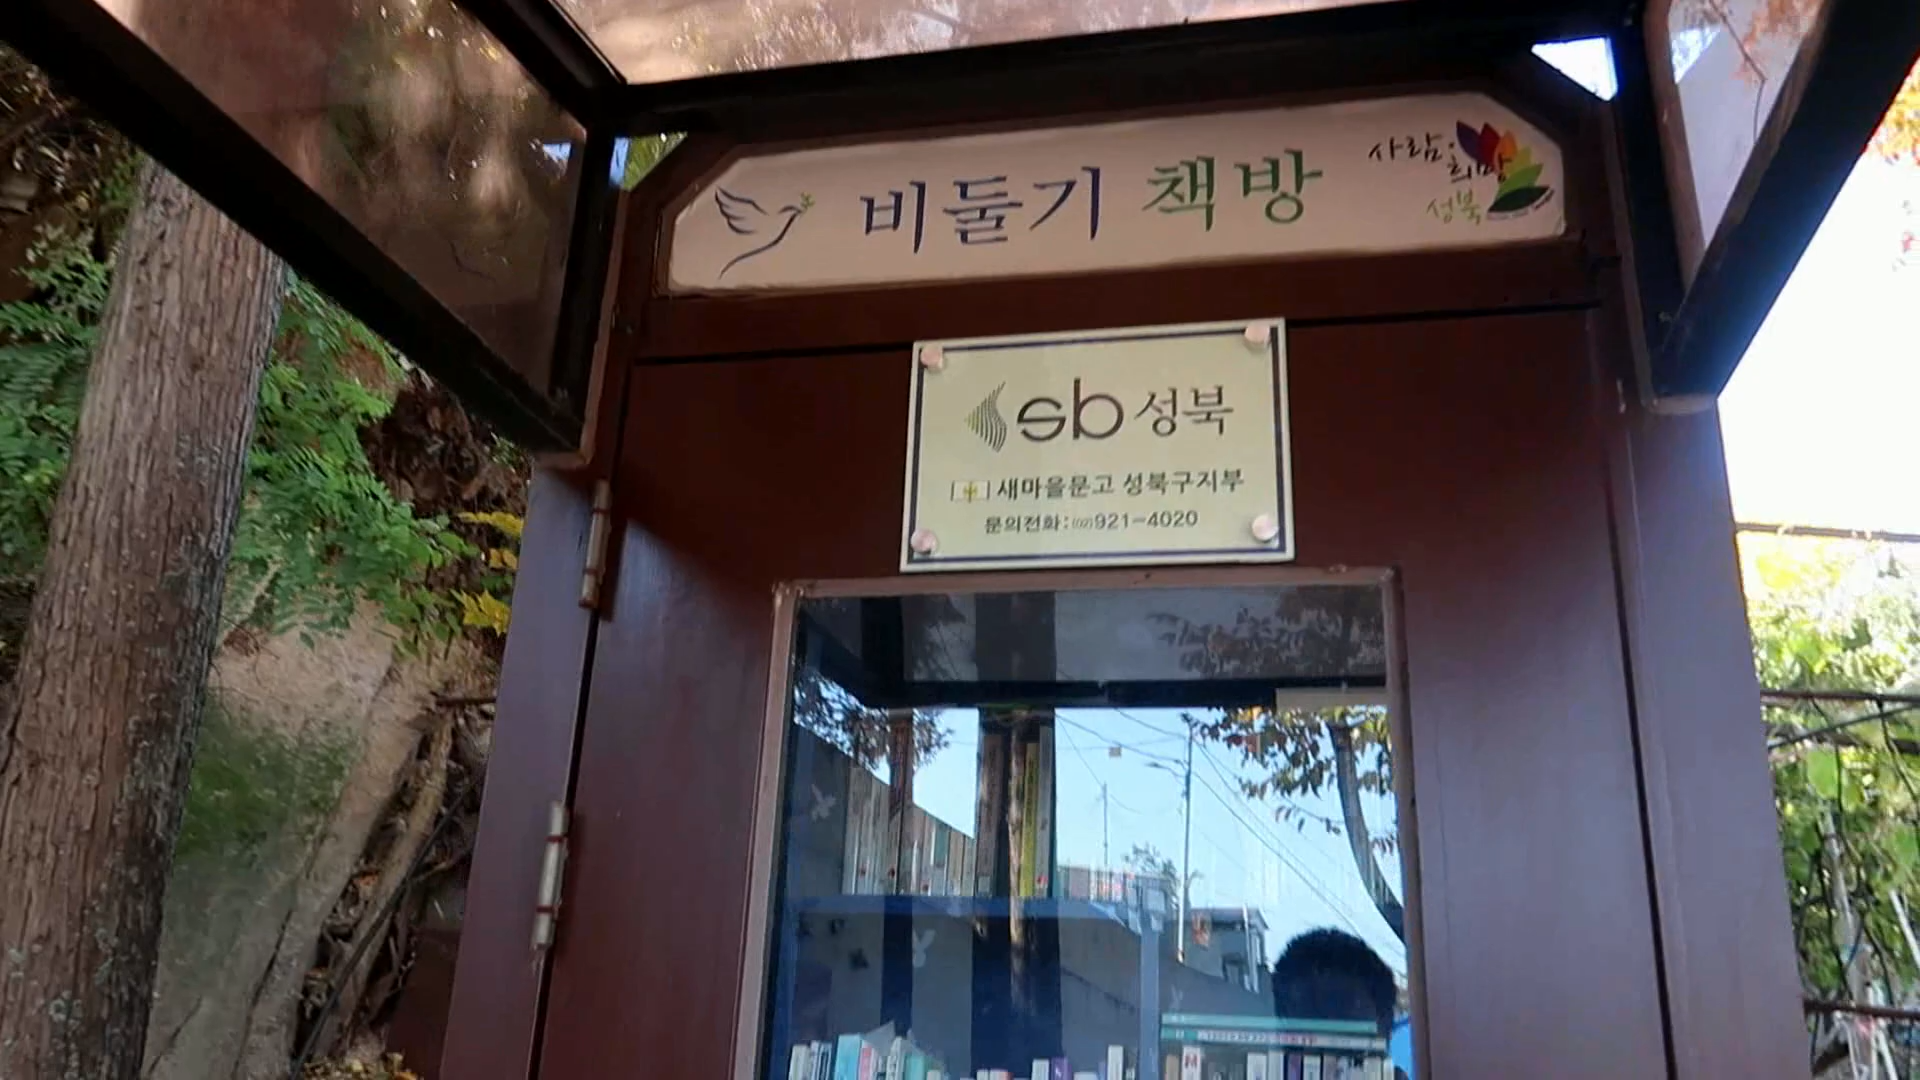 비둘기 책방
사람·
희망
성북
sb 성북
새마을문고 성북구지부
문의전화: (02)921-4020